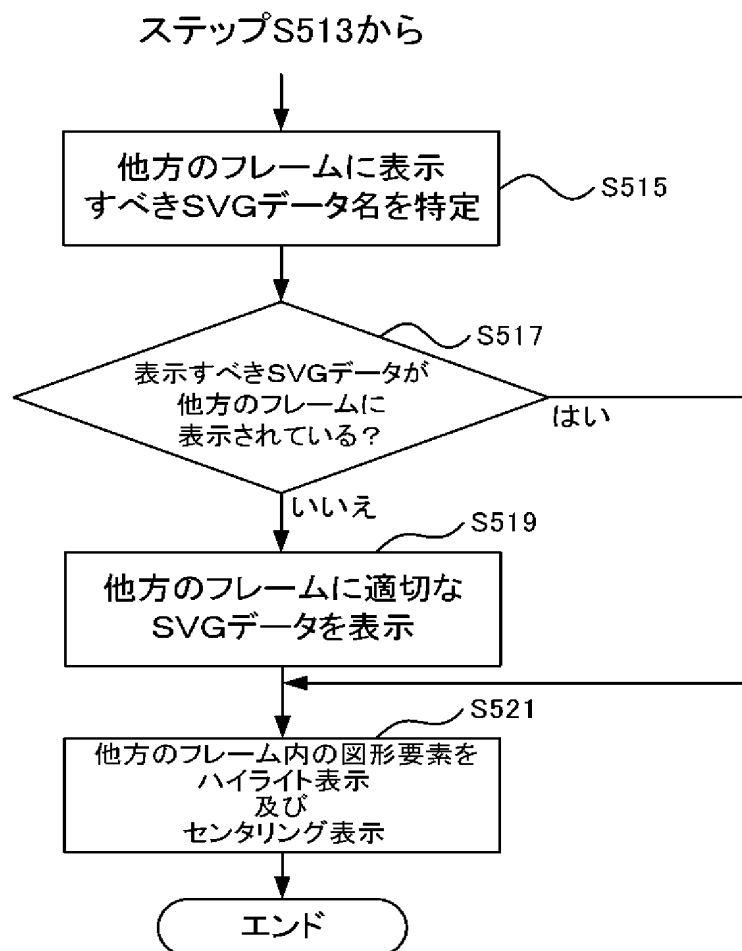 ステップS513から
他方のフレームに表示
すべきSVGデータ名を特定
S515
S517
表示すべきSVGデータが
他方のフレームに
表示されている?
はい
いいえ
S519
他方のフレームに適切な
SVGデータを表示
S521
他方のフレーム内の図形要素を
ハイライト表示
及び
センタリング表示
エンド